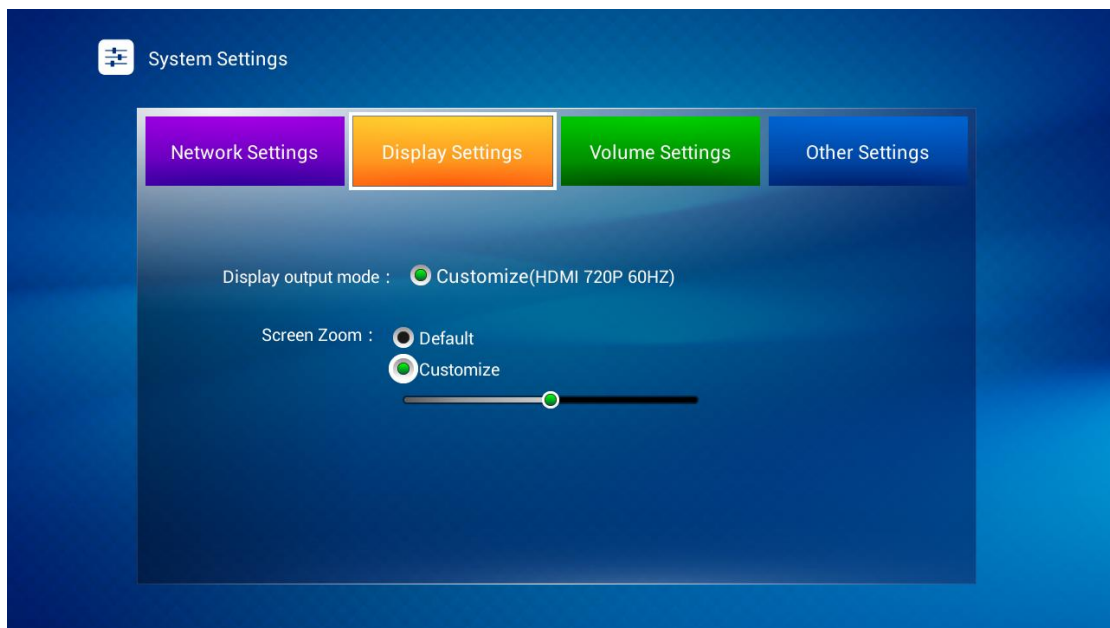 System Settings
Network Settings
Display Settings
Volume Settings
Other Settings
Display output mode : Customize(HDMI 720P 60HZ)
Screen Zoom : Default
Customize